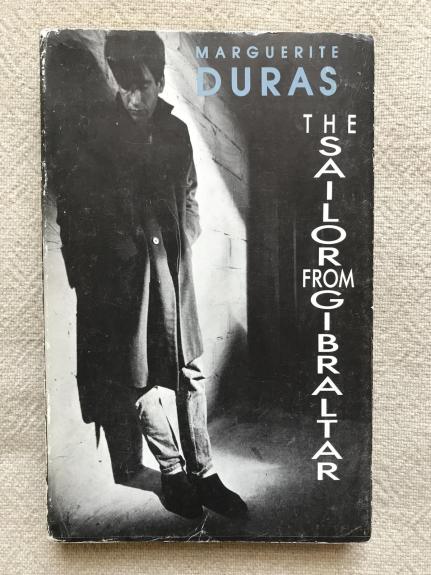 MARGUERITE
DURAS
THE
SAILOR
FROM
GIBRALTAR